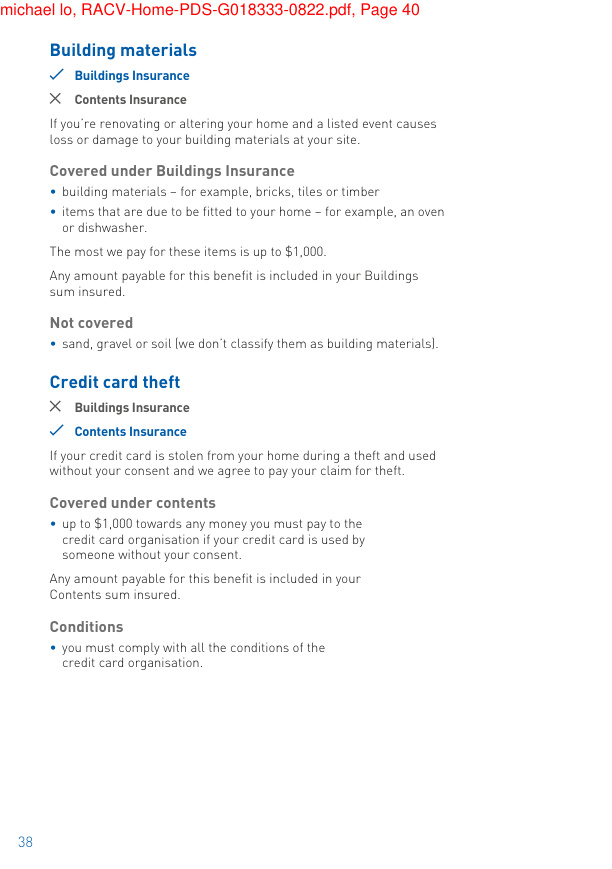 michael lo, RACV-Home-PDS-G018333-0822.pdf, Page 40
Building materials
✓ Buildings Insurance
✕ Contents Insurance
If you're renovating or altering your home and a listed event causes
loss or damage to your building materials at your site.
Covered under Buildings Insurance
• building materials – for example, bricks, tiles or timber
• items that are due to be fitted to your home – for example, an oven
or dishwasher.
The most we pay for these items is up to $1,000.
Any amount payable for this benefit is included in your Buildings
sum insured.
Not covered
• sand, gravel or soil (we don't classify them as building materials).
Credit card theft
✕ Buildings Insurance
✓ Contents Insurance
If your credit card is stolen from your home during a theft and used
without your consent and we agree to pay your claim for theft.
Covered under contents
• up to $1,000 towards any money you must pay to the
credit card organisation if your credit card is used by
someone without your consent.
Any amount payable for this benefit is included in your
Contents sum insured.
Conditions
• you must comply with all the conditions of the
credit card organisation.
38